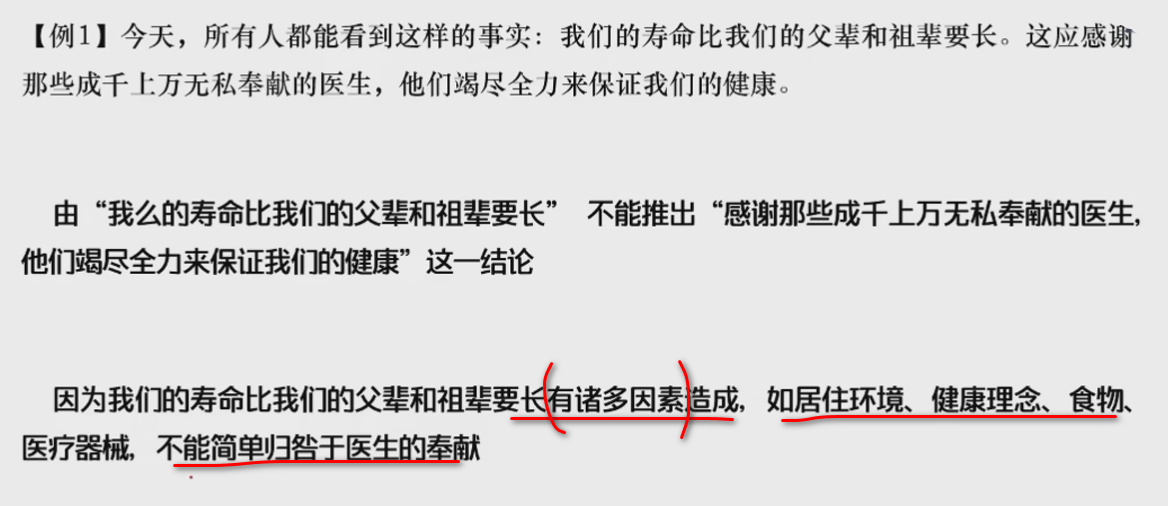 【例1】今天，所有人都能看到这样的事实：我们的寿命比我们的父辈和祖辈要长。这应感谢
那些成千上万无私奉献的医生，他们竭尽全力来保证我们的健康。
由“我么的寿命比我们的父辈和祖辈要长” 不能推出“感谢那些成千上万无私奉献的医生，
他们竭尽全力来保证我们的健康”这一结论
因为我们的寿命比我们的父辈和祖辈要长有诸多因素造成，如居住环境、健康理念、食物、
医疗器械，不能简单归咎于医生的奉献